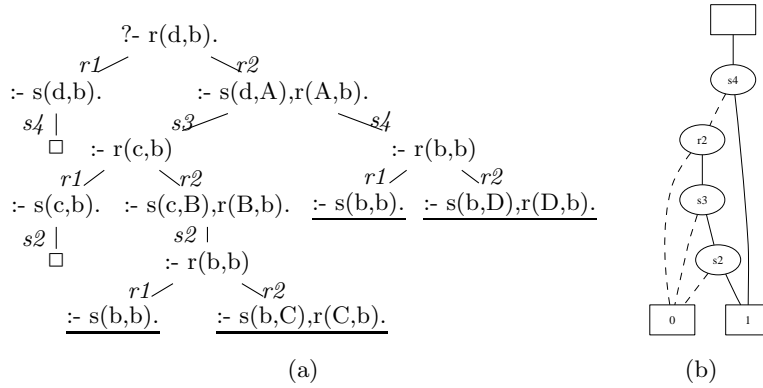 ?- r(d,b).
r1 r2
:- s(d,b). :- s(d,A),r(A,b).
s4 s3 s4
:- r(c,b) :- r(b,b)
r1 r2 r1 r2
:- s(c,b). :- s(c,B),r(B,b). :- s(b,b). :- s(b,D),r(D,b).
s2 s2
:- r(b,b)
r1 r2
:- s(b,b). :- s(b,C),r(C,b).
(a)
s4
r2
s3
s2
0 1
(b)